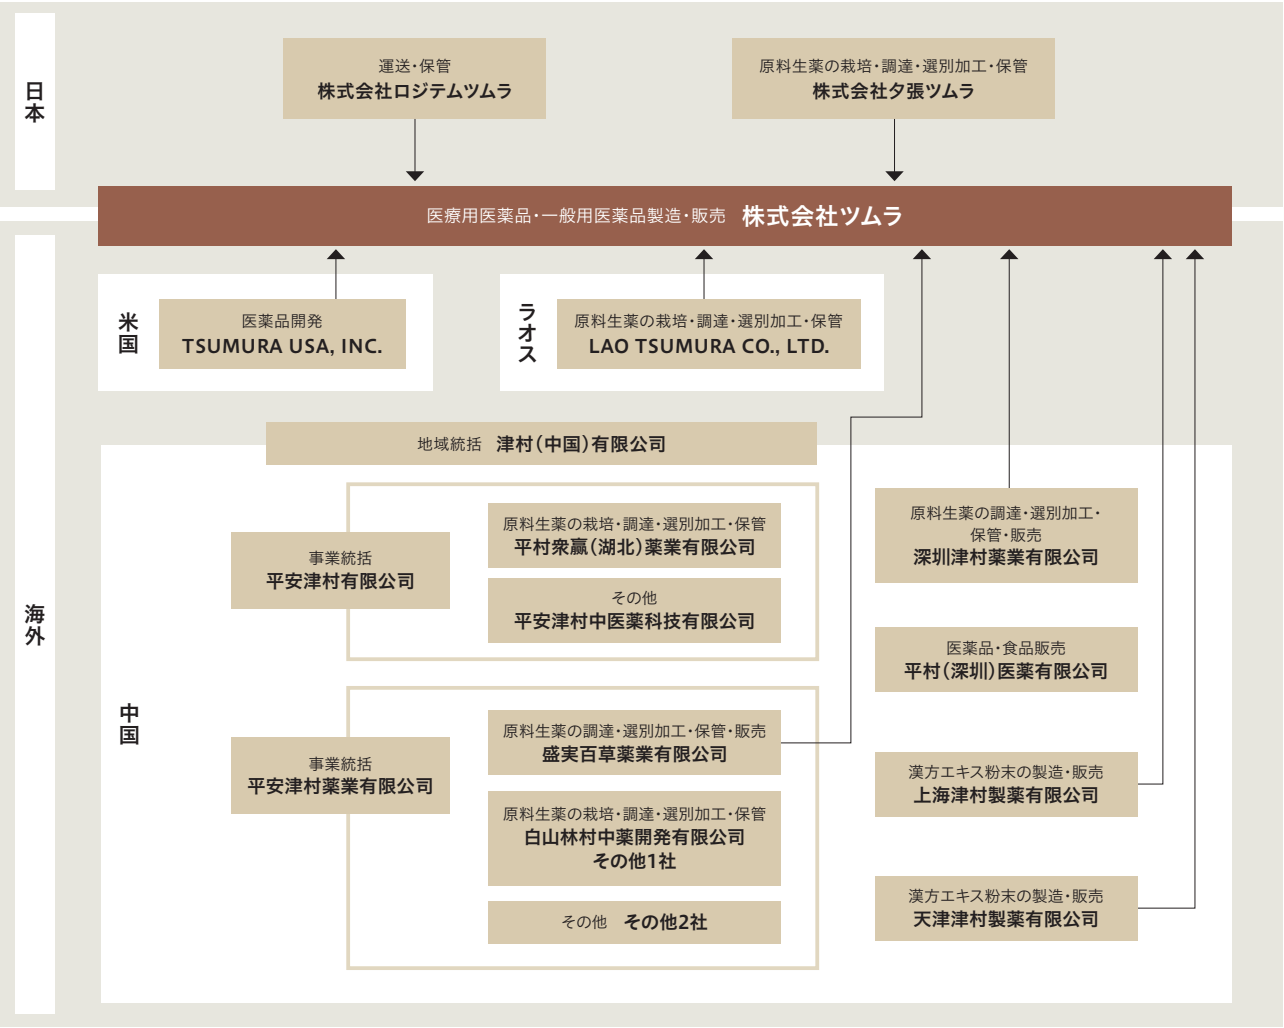 日本
運送・保管
株式会社ロジテムツムラ
原料生薬の栽培・調達・選別加工・保管
株式会社夕張ツムラ
医療用医薬品・一般用医薬品製造・販売 株式会社ツムラ
海外
米国
医薬品開発
TSUMURA USA, INC.
ラオス
原料生薬の栽培・調達・選別加工・保管
LAO TSUMURA CO., LTD.
中国
地域統括 津村(中国)有限公司
事業統括
平安津村有限公司
原料生薬の栽培・調達・選別加工・保管
平村衆贏(湖北)薬業有限公司
その他
平安津村中医薬科技有限公司
事業統括
平安津村薬業有限公司
原料生薬の調達・選別加工・保管・販売
盛実百草薬業有限公司
原料生薬の栽培・調達・選別加工・保管
白山林村中薬開発有限公司
その他1社
その他 その他2社
原料生薬の調達・選別加工・
保管・販売
深圳津村薬業有限公司
医薬品・食品販売
平村(深圳)医薬有限公司
漢方エキス粉末の製造・販売
上海津村製薬有限公司
漢方エキス粉末の製造・販売
天津津村製薬有限公司